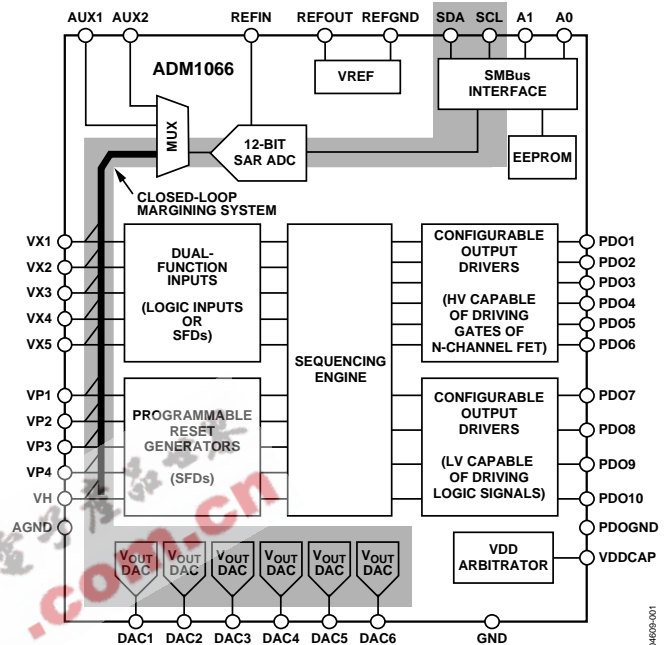 AUX1 AUX2 REFIN REFOUT REFGND SDA SCL A1 A0
ADM1066
VREF
SMBus
INTERFACE
MUX
12-BIT
SAR ADC
EEPROM
CLOSED-LOOP
MARGINING SYSTEM
VX1
VX2
VX3
VX4
VX5
DUAL-
FUNCTION
INPUTS
(LOGIC INPUTS
OR
SFDs)
VP1
VP2
VP3
VP4
VH
AGND
PROGRAMMABLE
RESET
GENERATORS
(SFDs)
SEQUENCING
ENGINE
CONFIGURABLE
OUTPUT
DRIVERS
(HV CAPABLE
OF DRIVING
GATES OF
N-CHANNEL FET)
PDO1
PDO2
PDO3
PDO4
PDO5
PDO6
CONFIGURABLE
OUTPUT
DRIVERS
(LV CAPABLE
OF DRIVING
LOGIC SIGNALS)
PDO7
PDO8
PDO9
PDO10
PDOGND
VDD
ARBITRATOR
VDDCAP
VOUT
DAC
VOUT
DAC
VOUT
DAC
VOUT
DAC
VOUT
DAC
VOUT
DAC
DAC1 DAC2 DAC3 DAC4 DAC5 DAC6 GND
04609-001
.com.cn